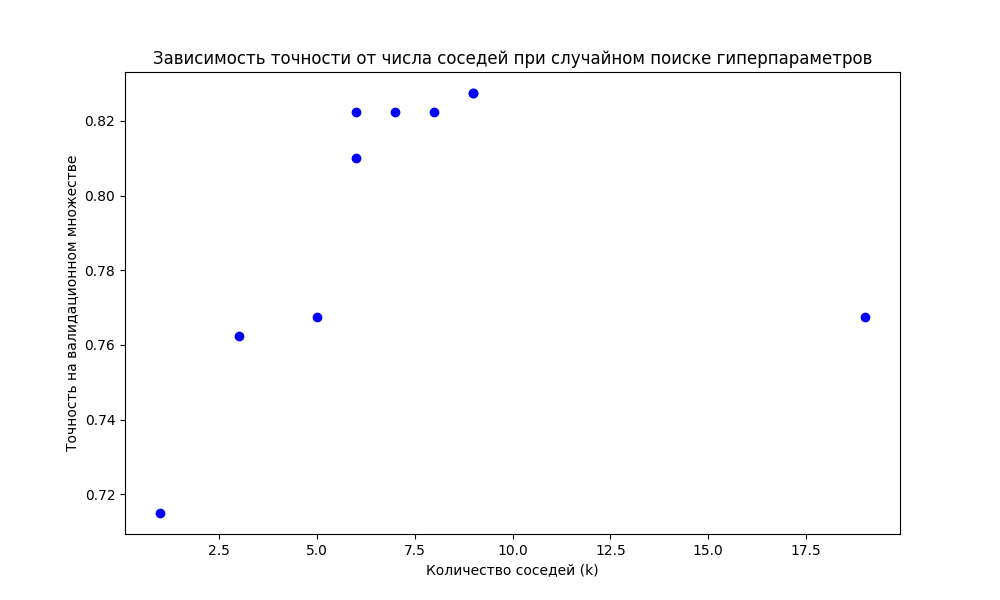 Зависимость точности от числа соседей при случайном поиске гиперпараметров
Точность на валидационном множестве
0.82
0.80
0.78
0.76
0.74
0.72
2.5 5.0 7.5 10.0 12.5 15.0 17.5
Количество соседей (k)